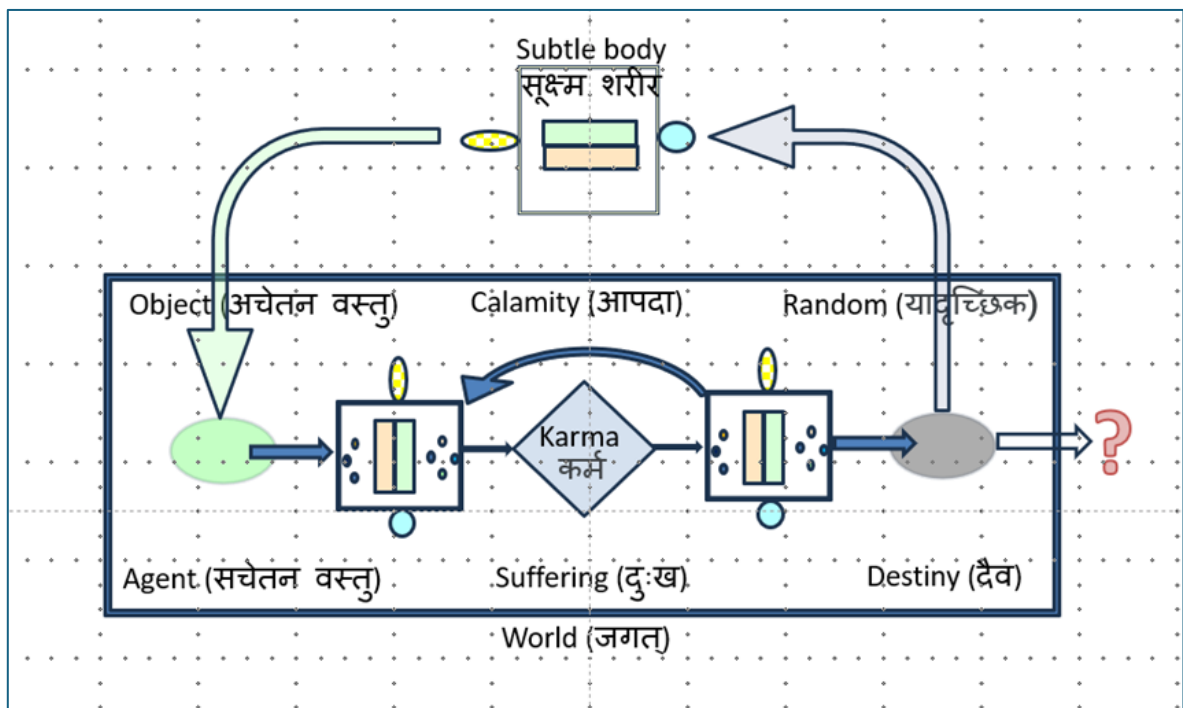 Subtle body
सूक्ष्म शरीर
Object (अचेतन वस्तु)
Calamity (आपदा)
Random (यादृच्छिक)
Karma
कर्म
?
Agent (सचेतन वस्तु)
Suffering (दुःख)
Destiny (दैव)
World (जगत्)